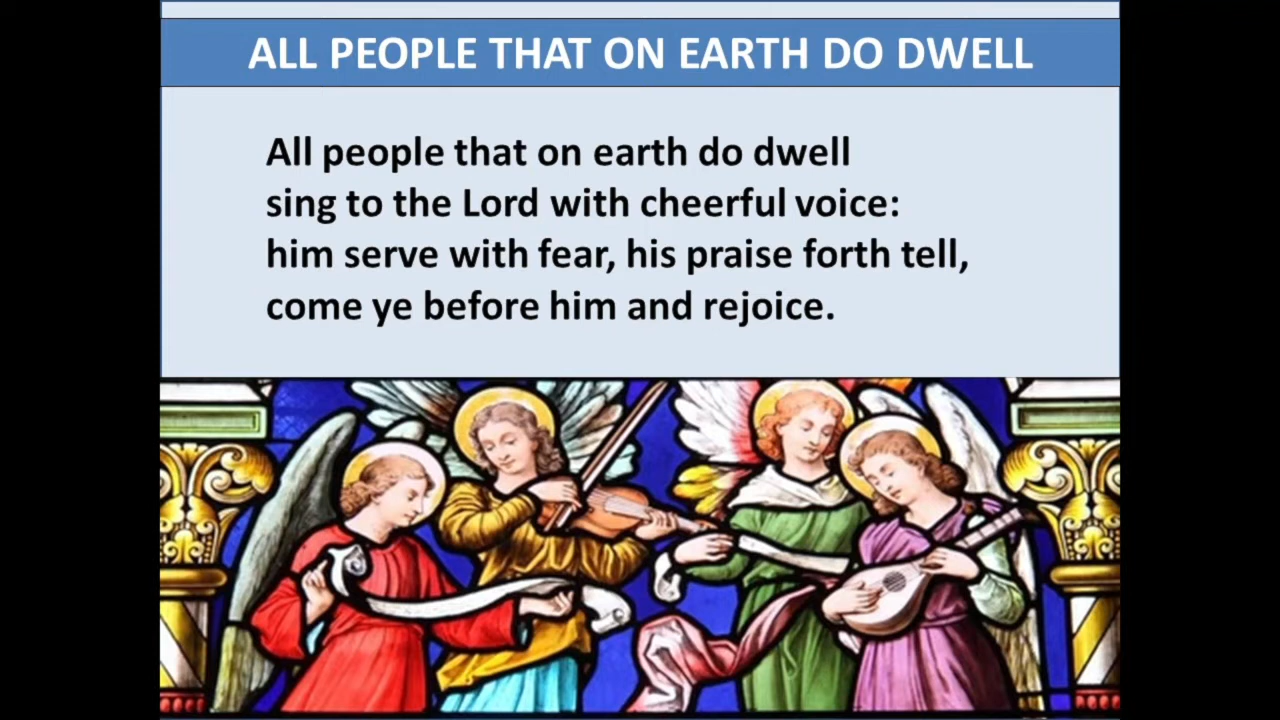 ALL PEOPLE THAT ON EARTH DO DWELL
All people that on earth do dwell
sing to the Lord with cheerful voice:
him serve with fear, his praise forth tell,
come ye before him and rejoice.